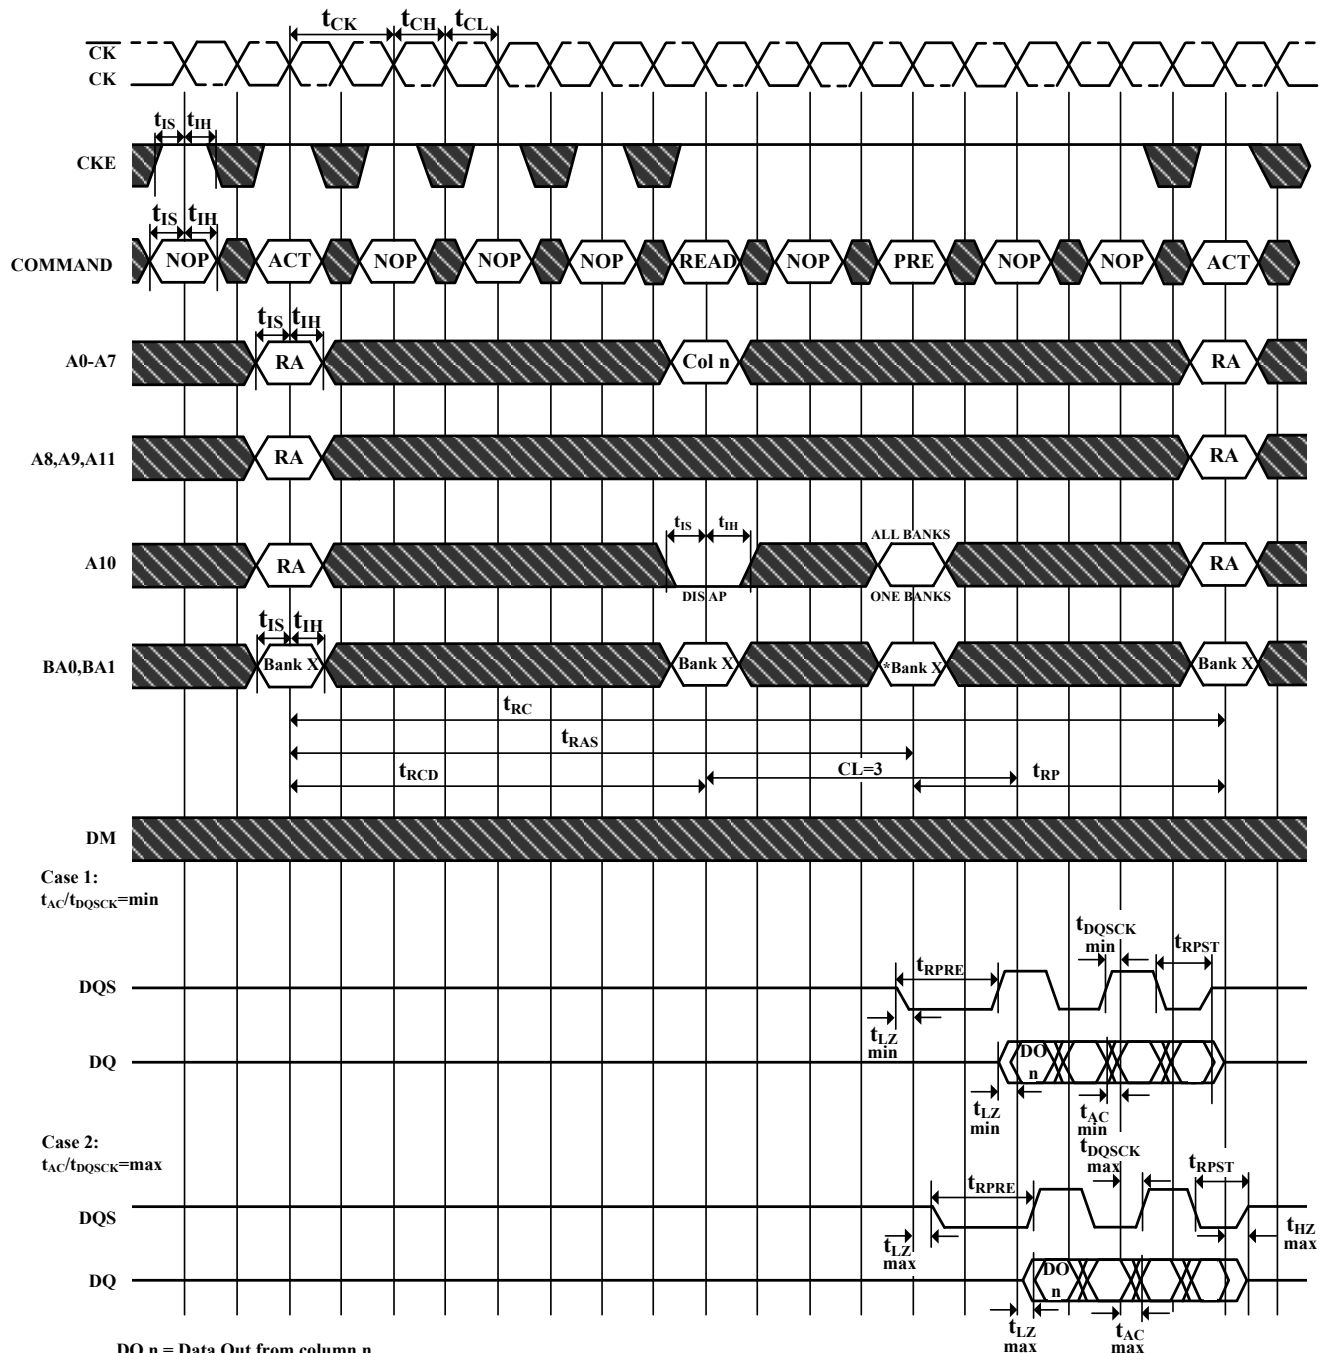 tCK tCH tCL
CK
CK
tIS tIH
CKE
tIS tIH
COMMAND NOP ACT NOP NOP NOP READ NOP PRE NOP NOP ACT
tIS tIH
A0-A7 RA Col n RA
A8,A9,A11 RA RA
tIS tIH ALL BANKS
A10 RA RA
DIS AP ONE BANKS
tIS tIH
BA0,BA1 Bank X Bank X *Bank X Bank X
tRC
tRAS
tRCD CL=3 tRP
DM
Case 1:
tAC/tDQSCK=min
tDQSCK
min
tRPST
tRPRE
DQS
tLZ
min
DQ DO
n
tLZ
min
tAC
min
Case 2:
tAC/tDQSCK=max
tDQSCK
max
tRPST
tRPRE
DQS
tLZ
max
tHZ
max
DQ DO
n
tLZ
max
tAC
max
DO n = Data Out from column n